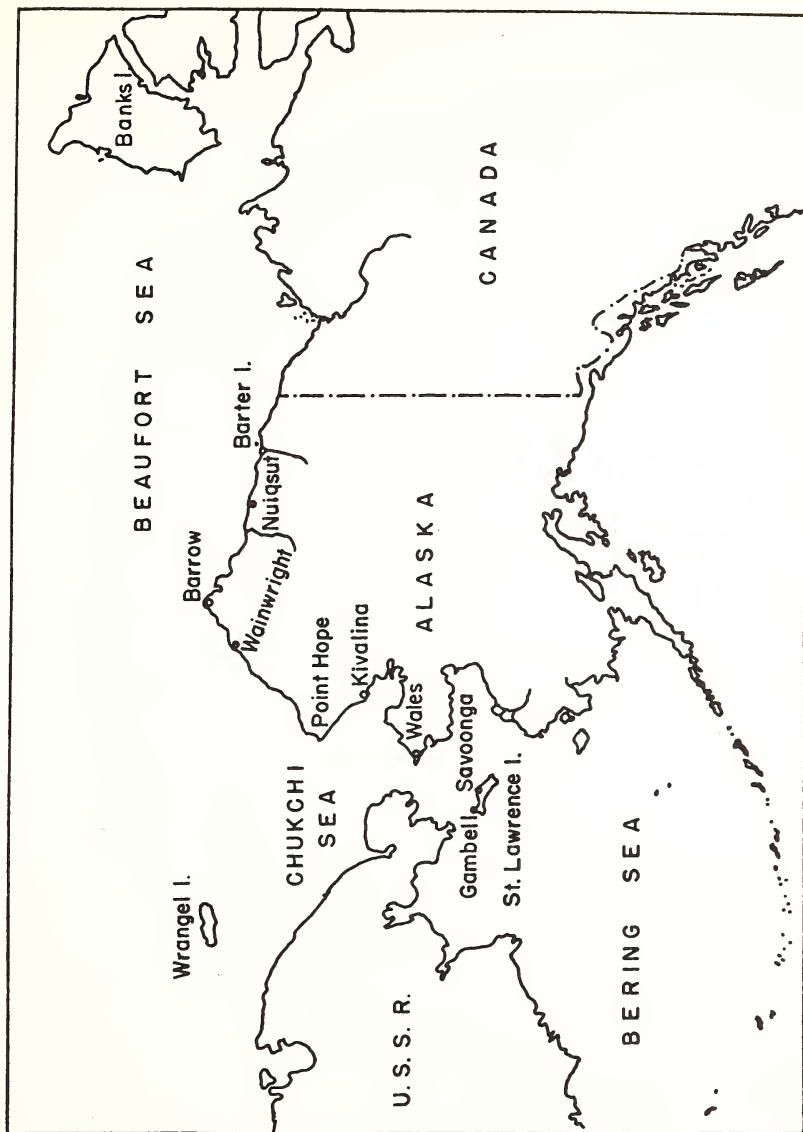 Banks I.
BEAUFORT SEA
Wrangel I.
Barrow
Wainwright
Nuiqsut
Barter I.
CHUKCHI
SEA
Point Hope
Kivalina
CANADA
ALASKA
Wales
U.S.S.R.
Gambell
Savoonga
St. Lawrence I.
BERING SEA